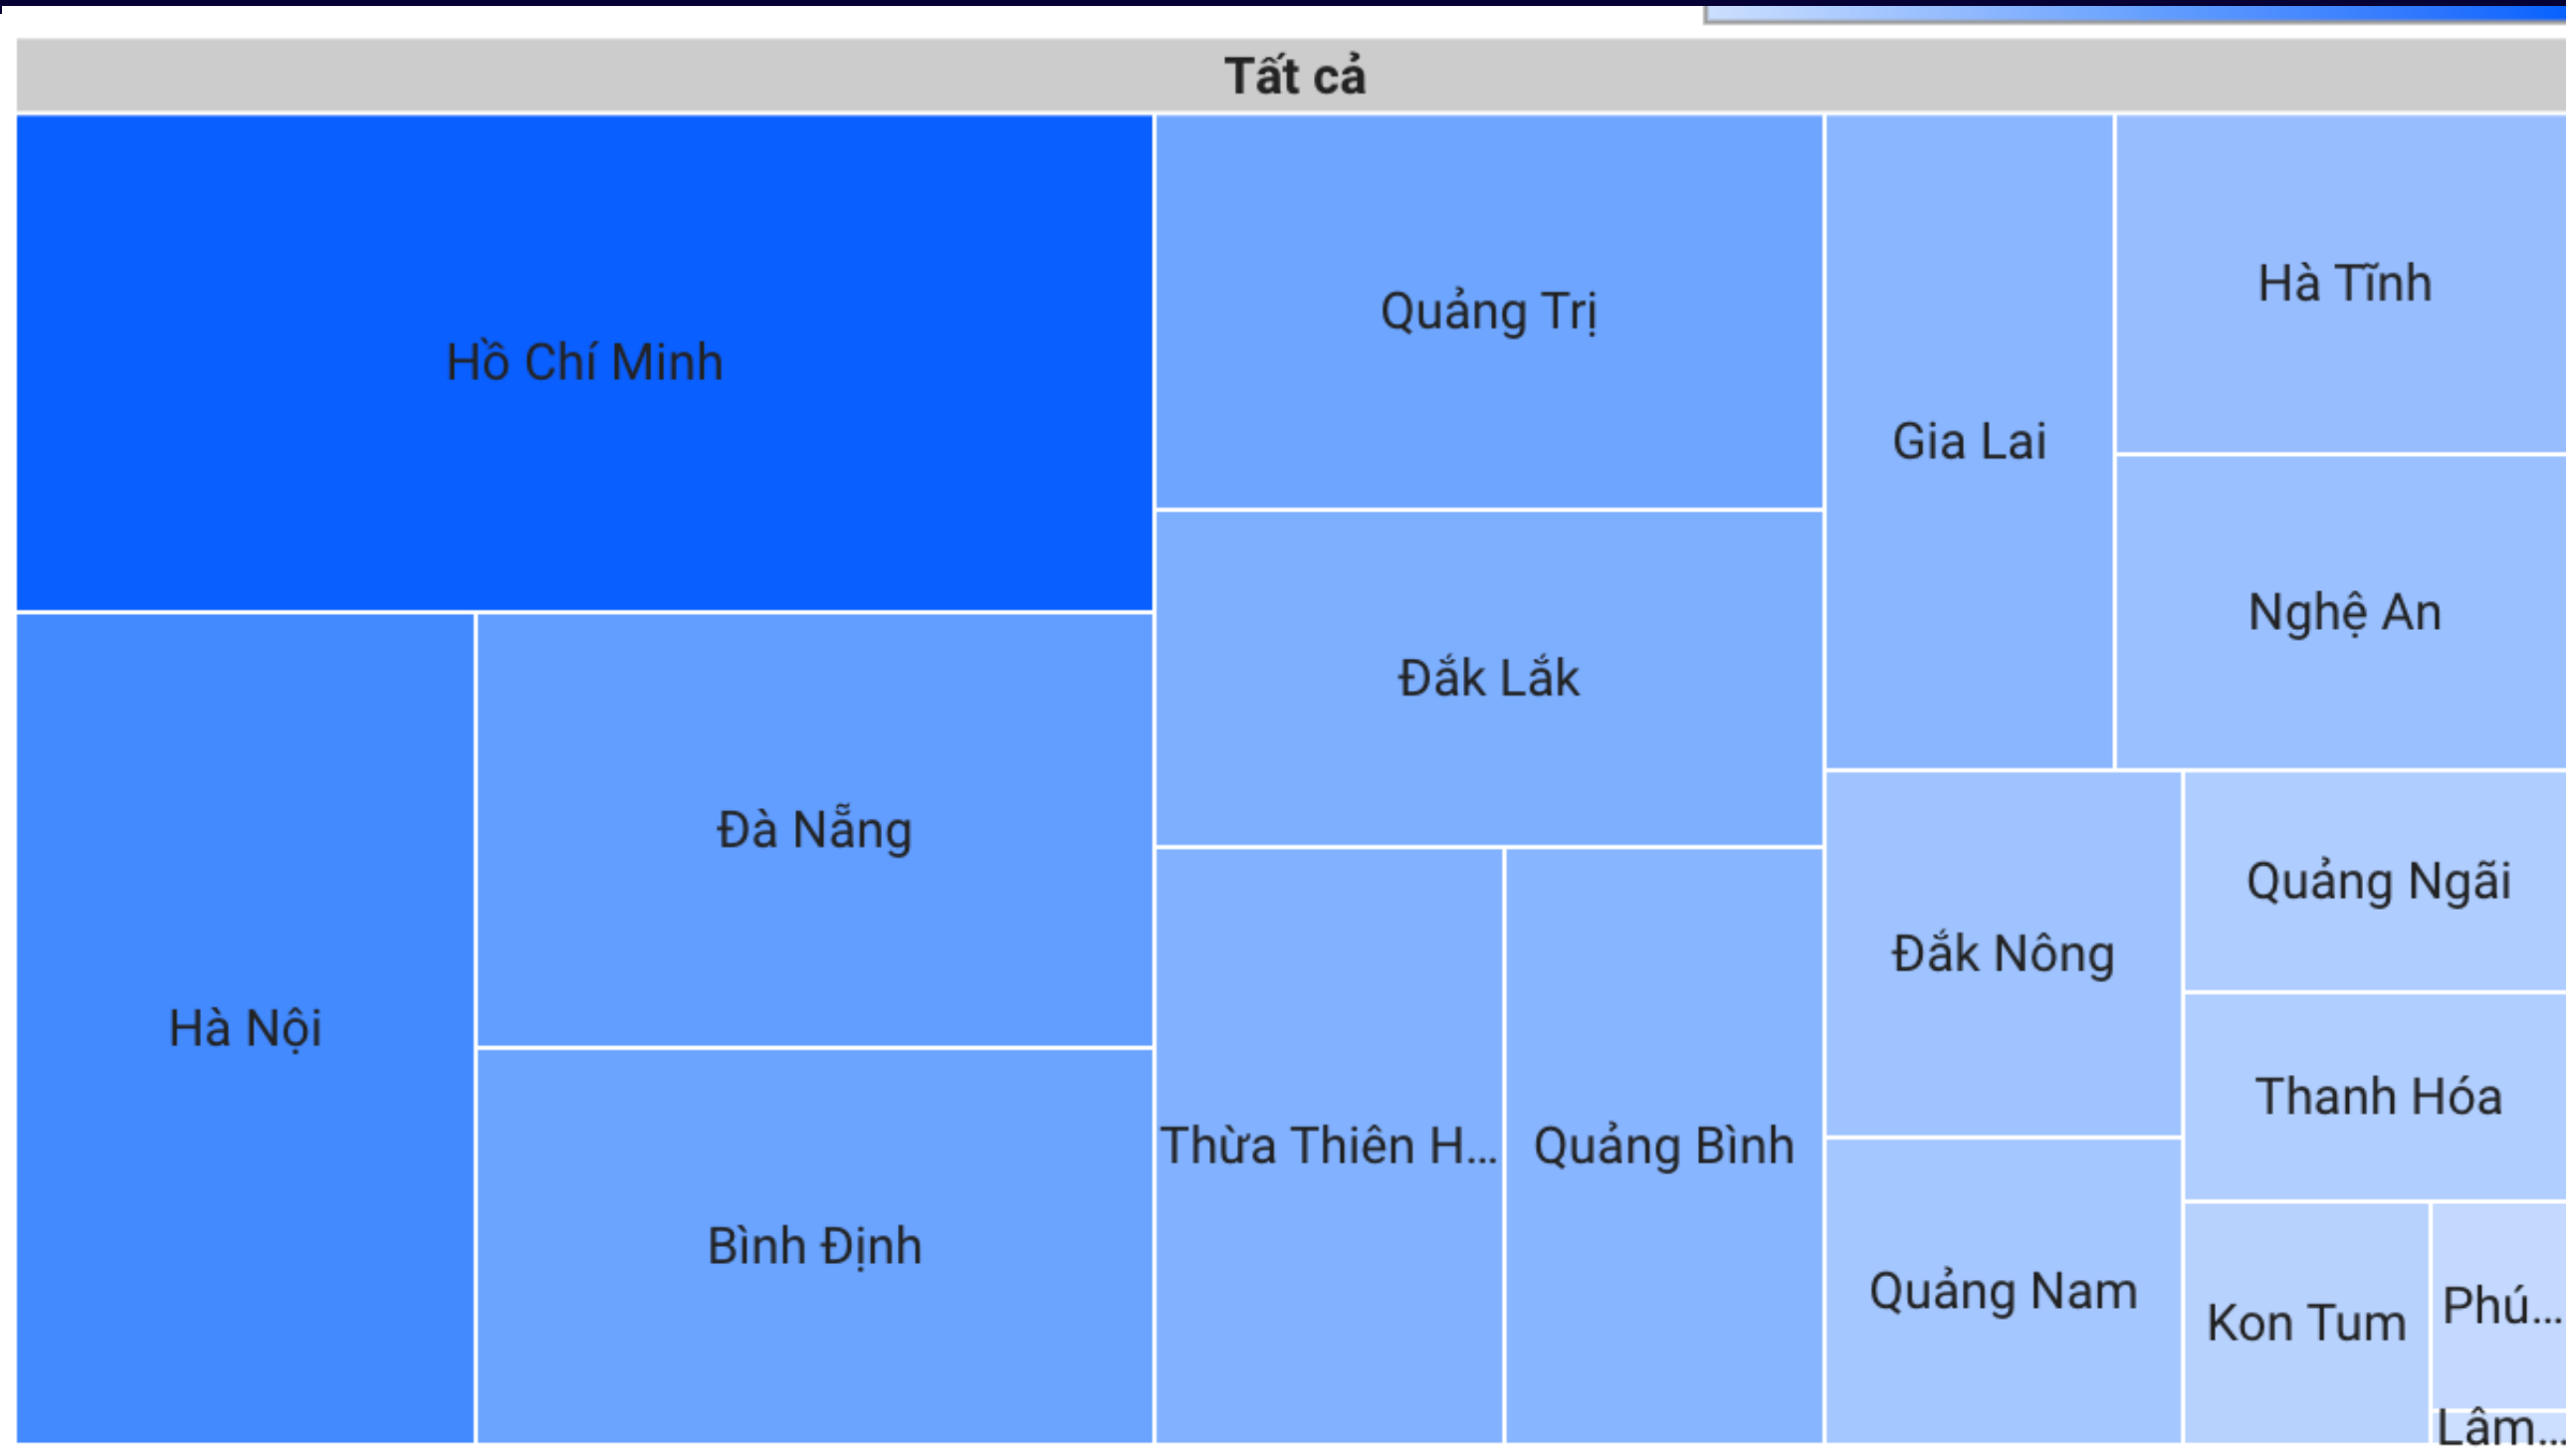 Tất cả
Hồ Chí Minh
Hà Nội
Đà Nẵng
Bình Định
Quảng Trị
Đắk Lắk
Thừa Thiên H...
Quảng Bình
Gia Lai
Hà Tĩnh
Nghệ An
Đắk Nông
Quảng Nam
Quảng Ngãi
Thanh Hóa
Kon Tum
Phú...
Lâm...